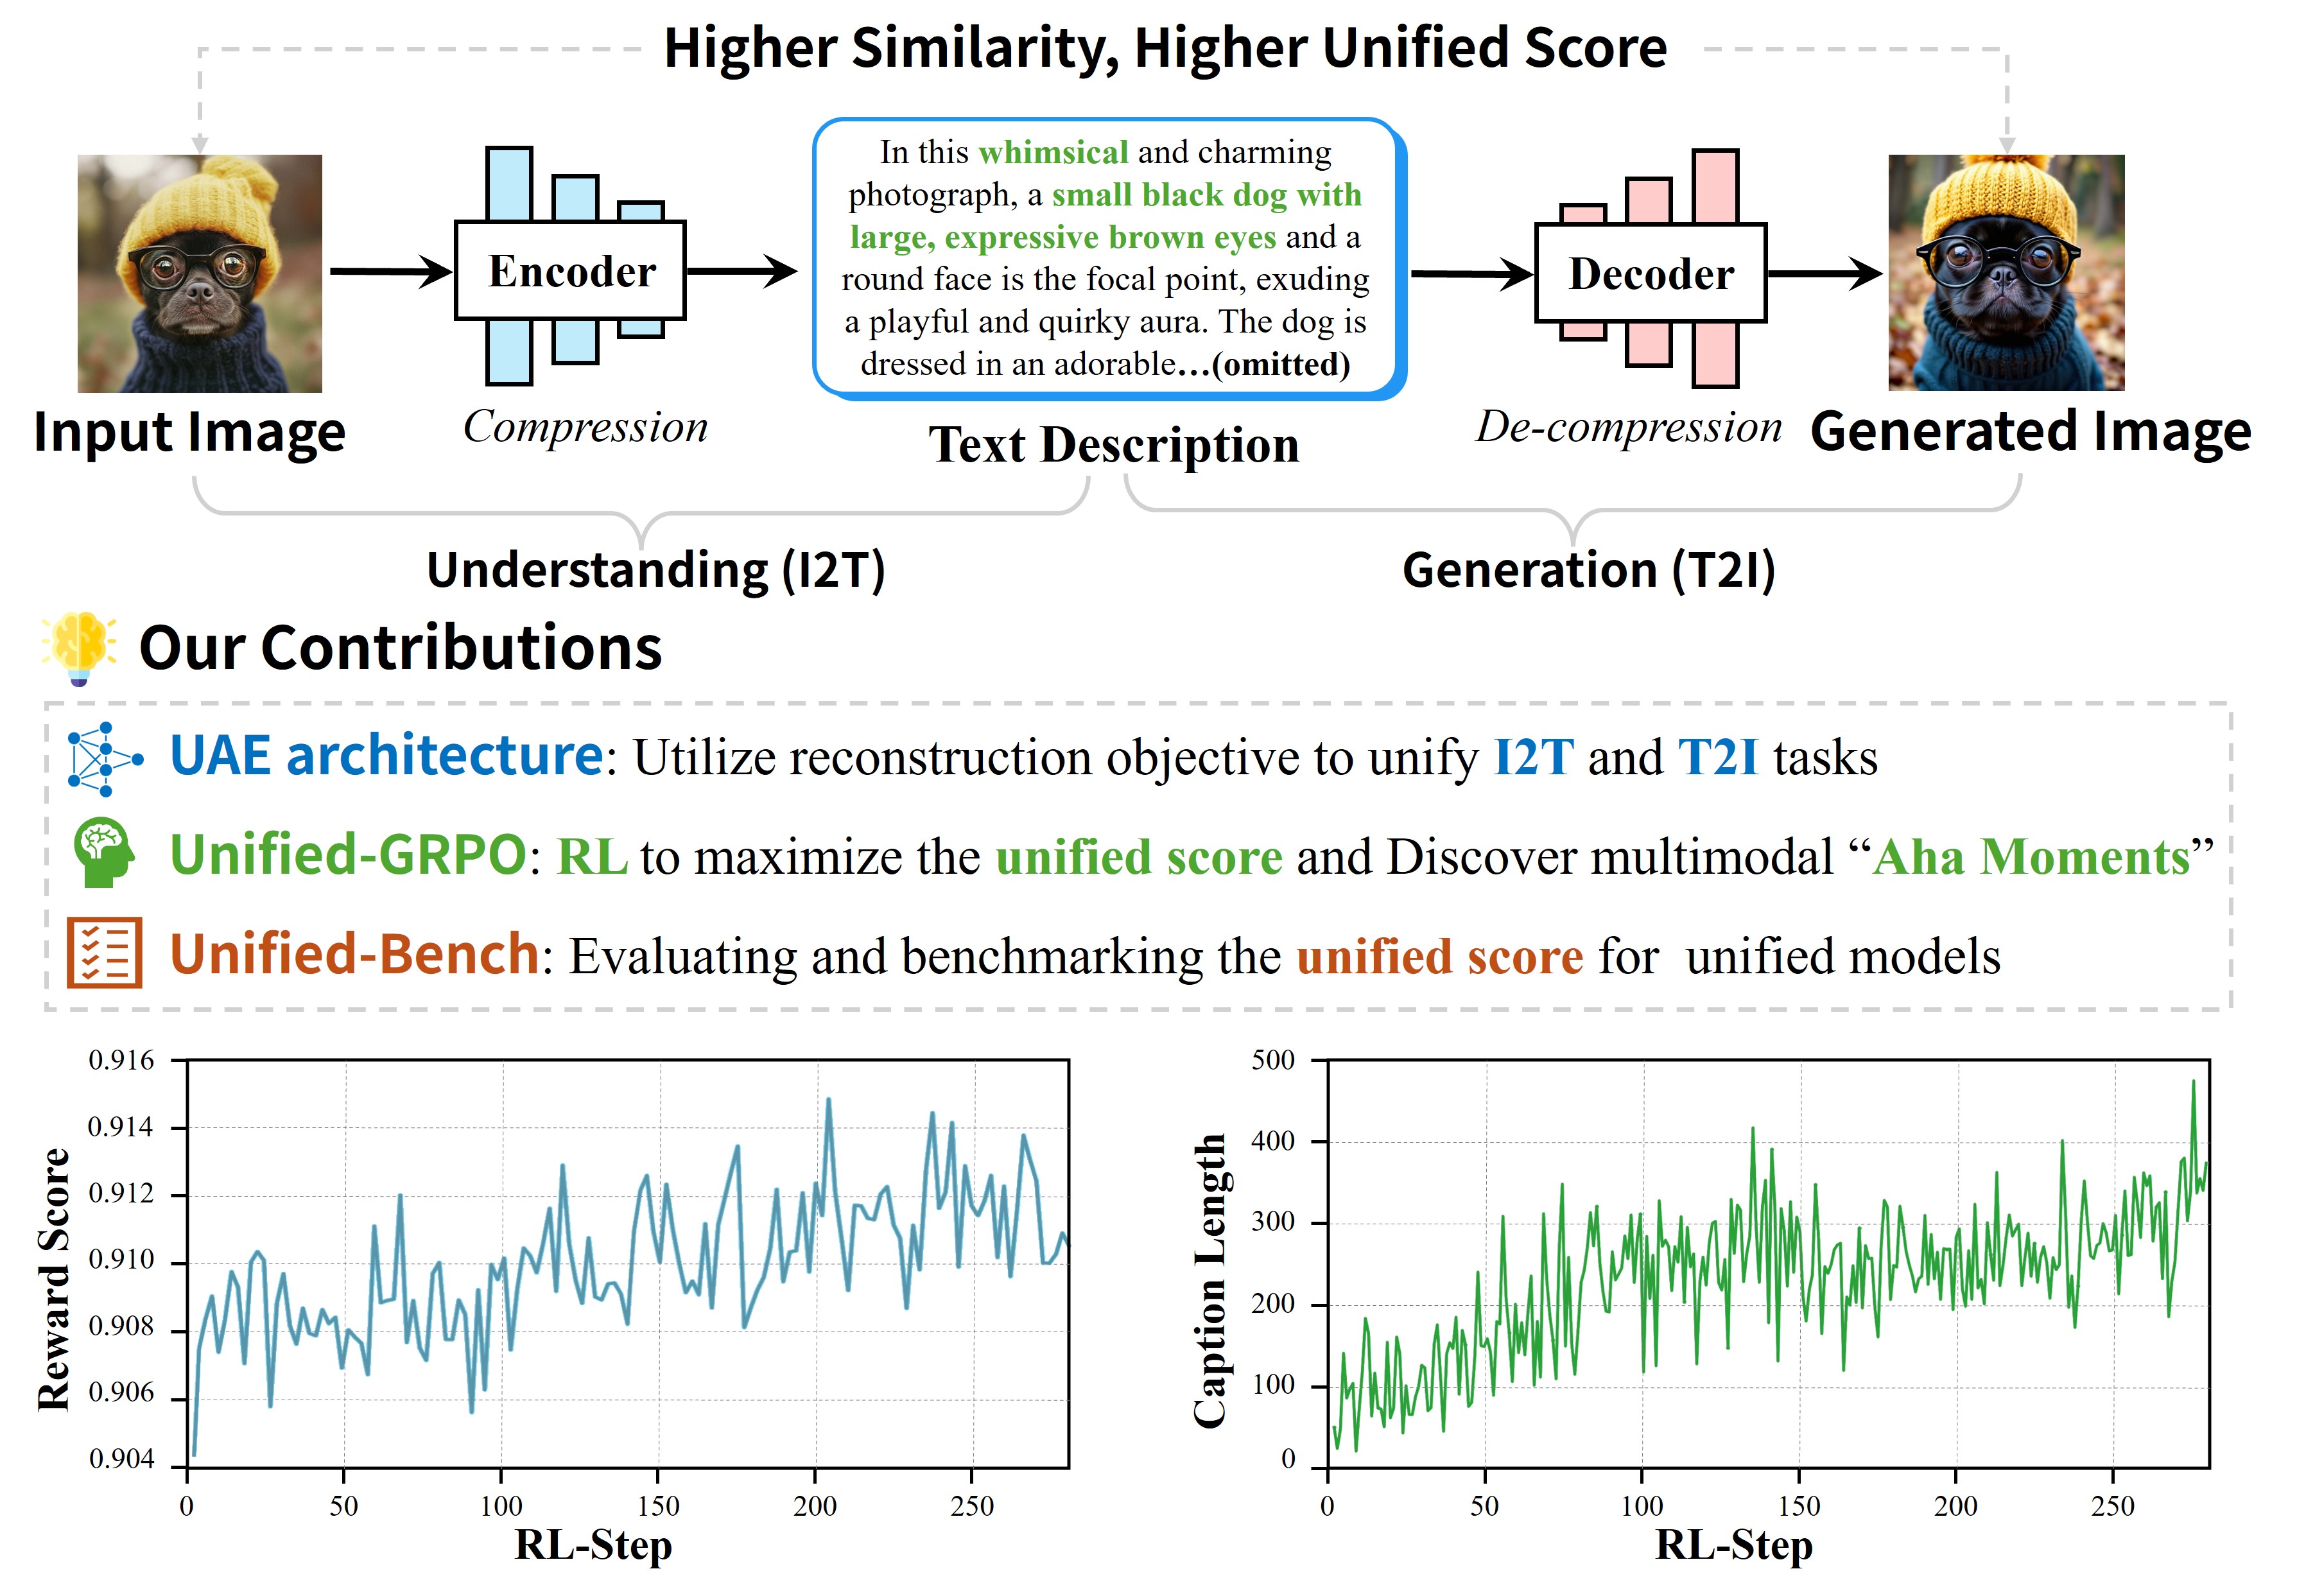 Higher Similarity, Higher Unified Score
Encoder
In this whimsical and charming
photograph, a small black dog with
large, expressive brown eyes and a
round face is the focal point, exuding
a playful and quirky aura. The dog is
dressed in an adorable...(omitted)
Decoder
Input Image
Compression
Text Description
De-compression
Generated Image
Understanding (I2T)
Generation (T2I)
Our Contributions
UAE architecture: Utilize reconstruction objective to unify I2T and T2I tasks
Unified-GRPO: RL to maximize the unified score and Discover multimodal “Aha Moments”
Unified-Bench: Evaluating and benchmarking the unified score for unified models
Reward Score
0.916
0.914
0.912
0.910
0.908
0.906
0.904
0 50 100 150 200 250
RL-Step
Caption Length
500
400
300
200
100
0
0 50 100 150 200 250
RL-Step